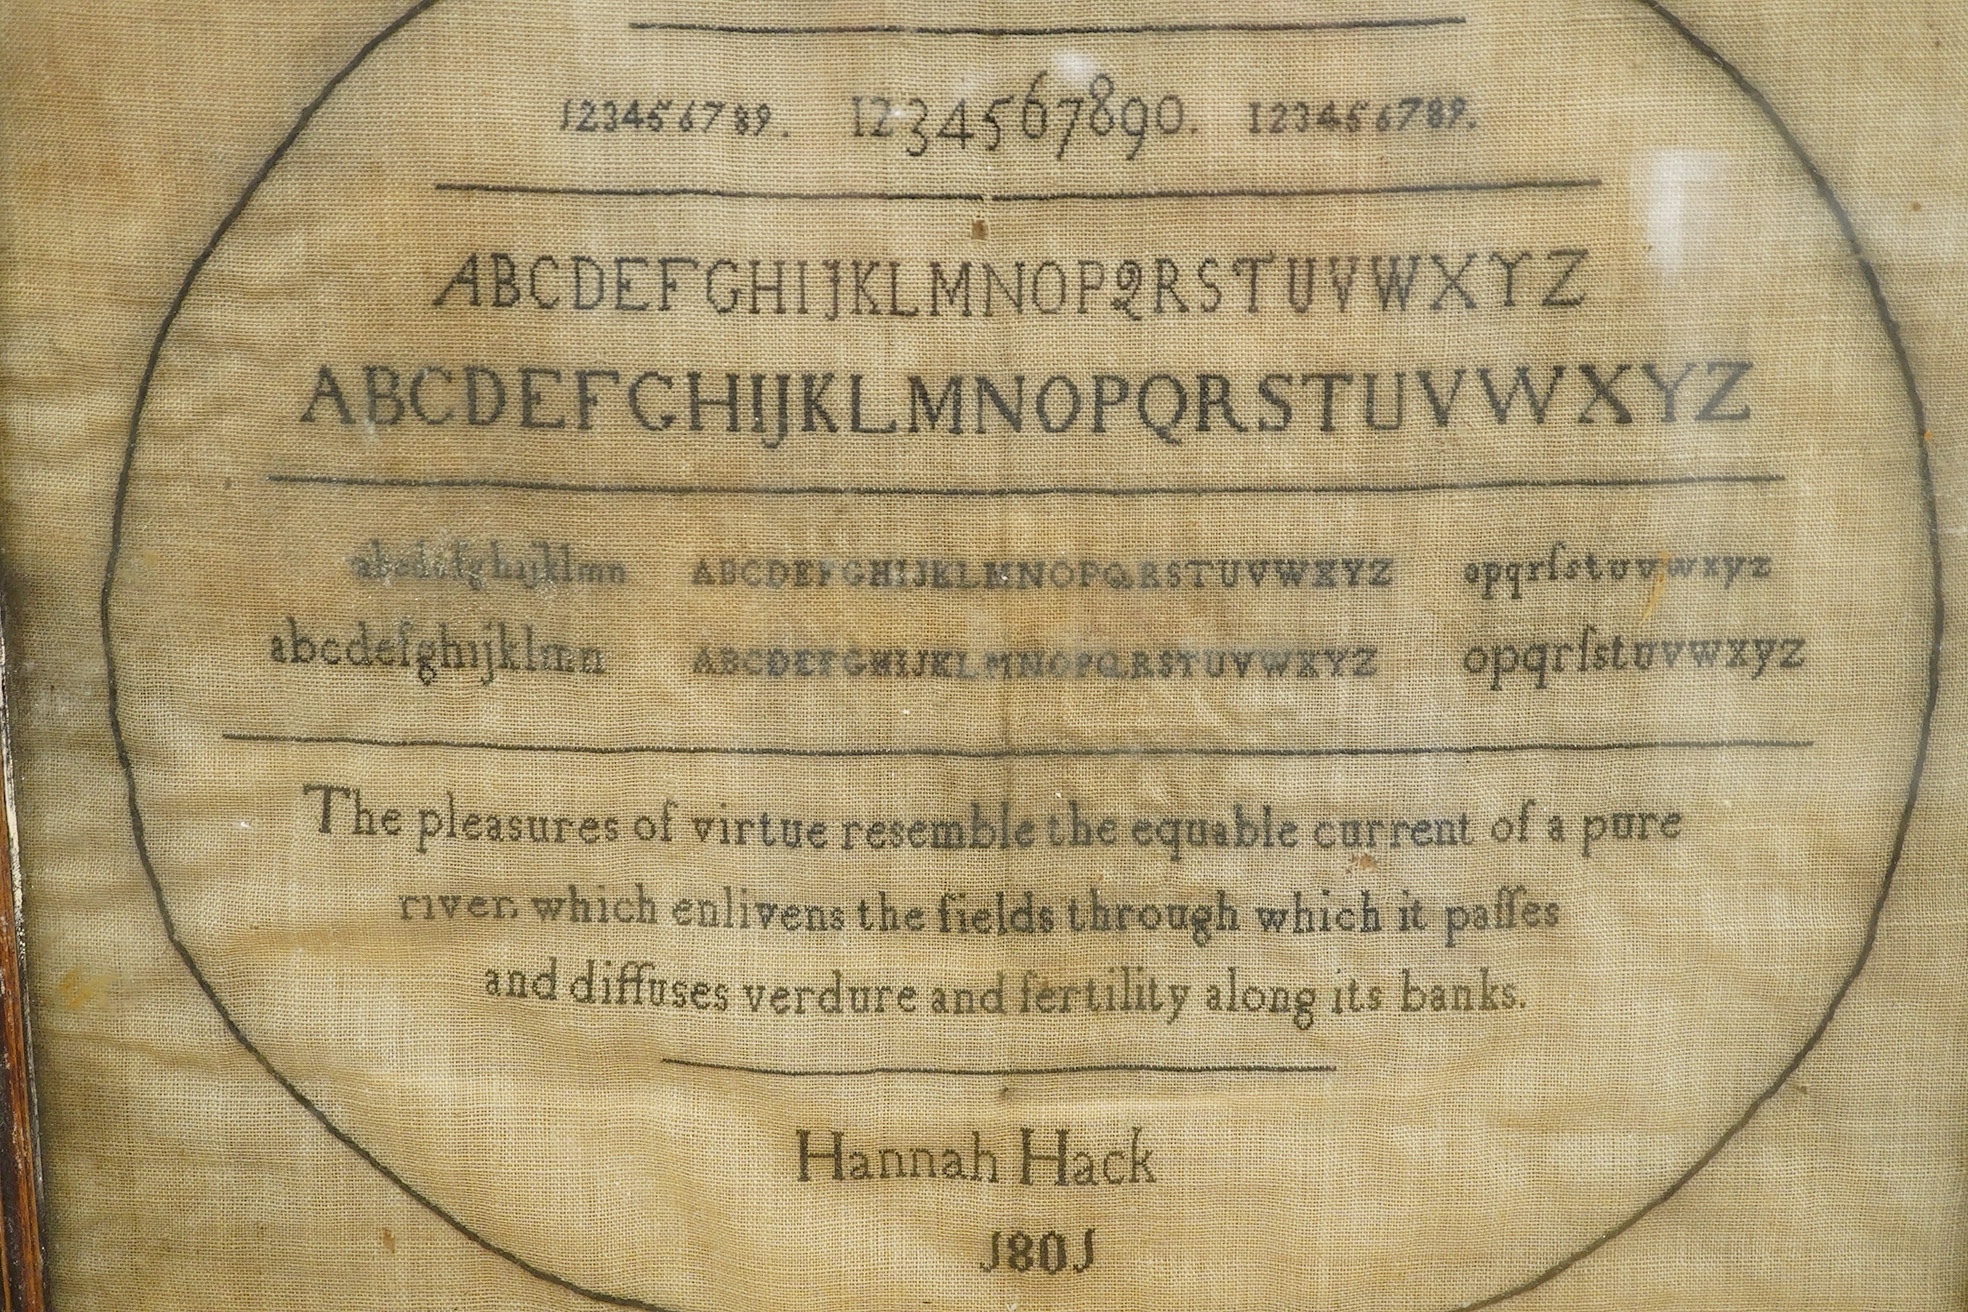 123456789. 1234567890. 123456789.
ABCDEFGHIJKLMNOPQRSTUVWXYZ
ABCDEFGHIJKLMNOPQRSTUVWXYZ
abcdefghijklmn ABCDEFGHIJKLMNOPQRSTUVWXYZ opqrſstuvwxyz
abcdefghijklmn ABCDEFGHIJKLMNOPQRSTUVWXYZ opqrſstuvwxyz
The pleasures of virtue resemble the equable current of a pure
river, which enlivens the fields through which it paſſes
and diffuses verdure and fertility along its banks.
Hannah Hack
1801